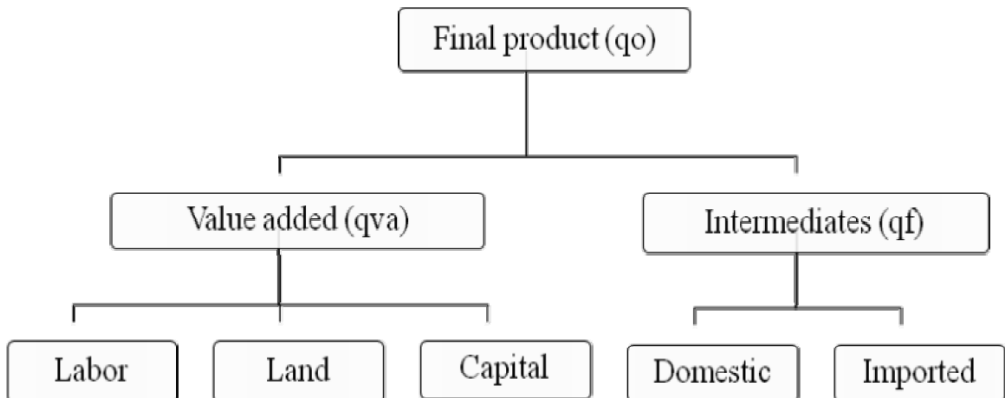 Final product (qo)
Value added (qva)
Intermediates (qf)
Labor
Land
Capital
Domestic
Imported